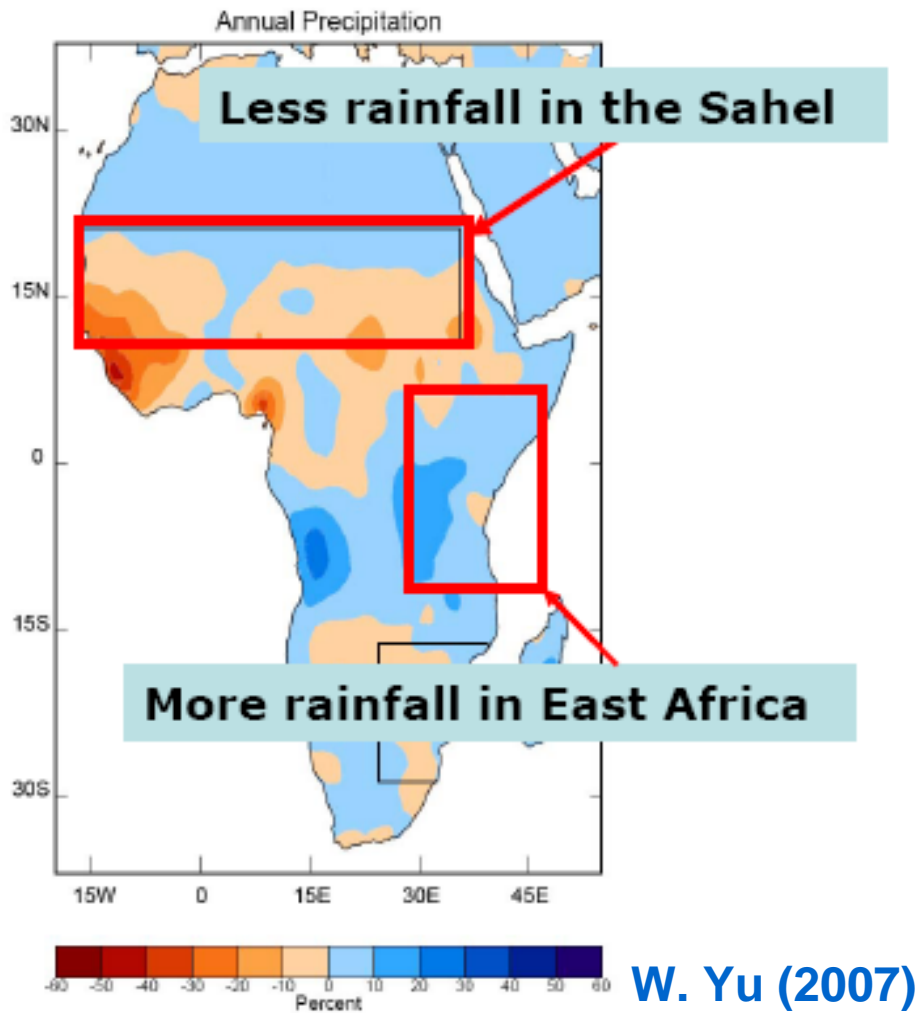 Annual Precipitation
Less rainfall in the Sahel
30N
15N
0
15S
More rainfall in East Africa
30S
15W 0 15E 30E 45E
-60 -50 -40 -30 -20 -10 0 10 20 30 40 50 60
Percent
W. Yu (2007)